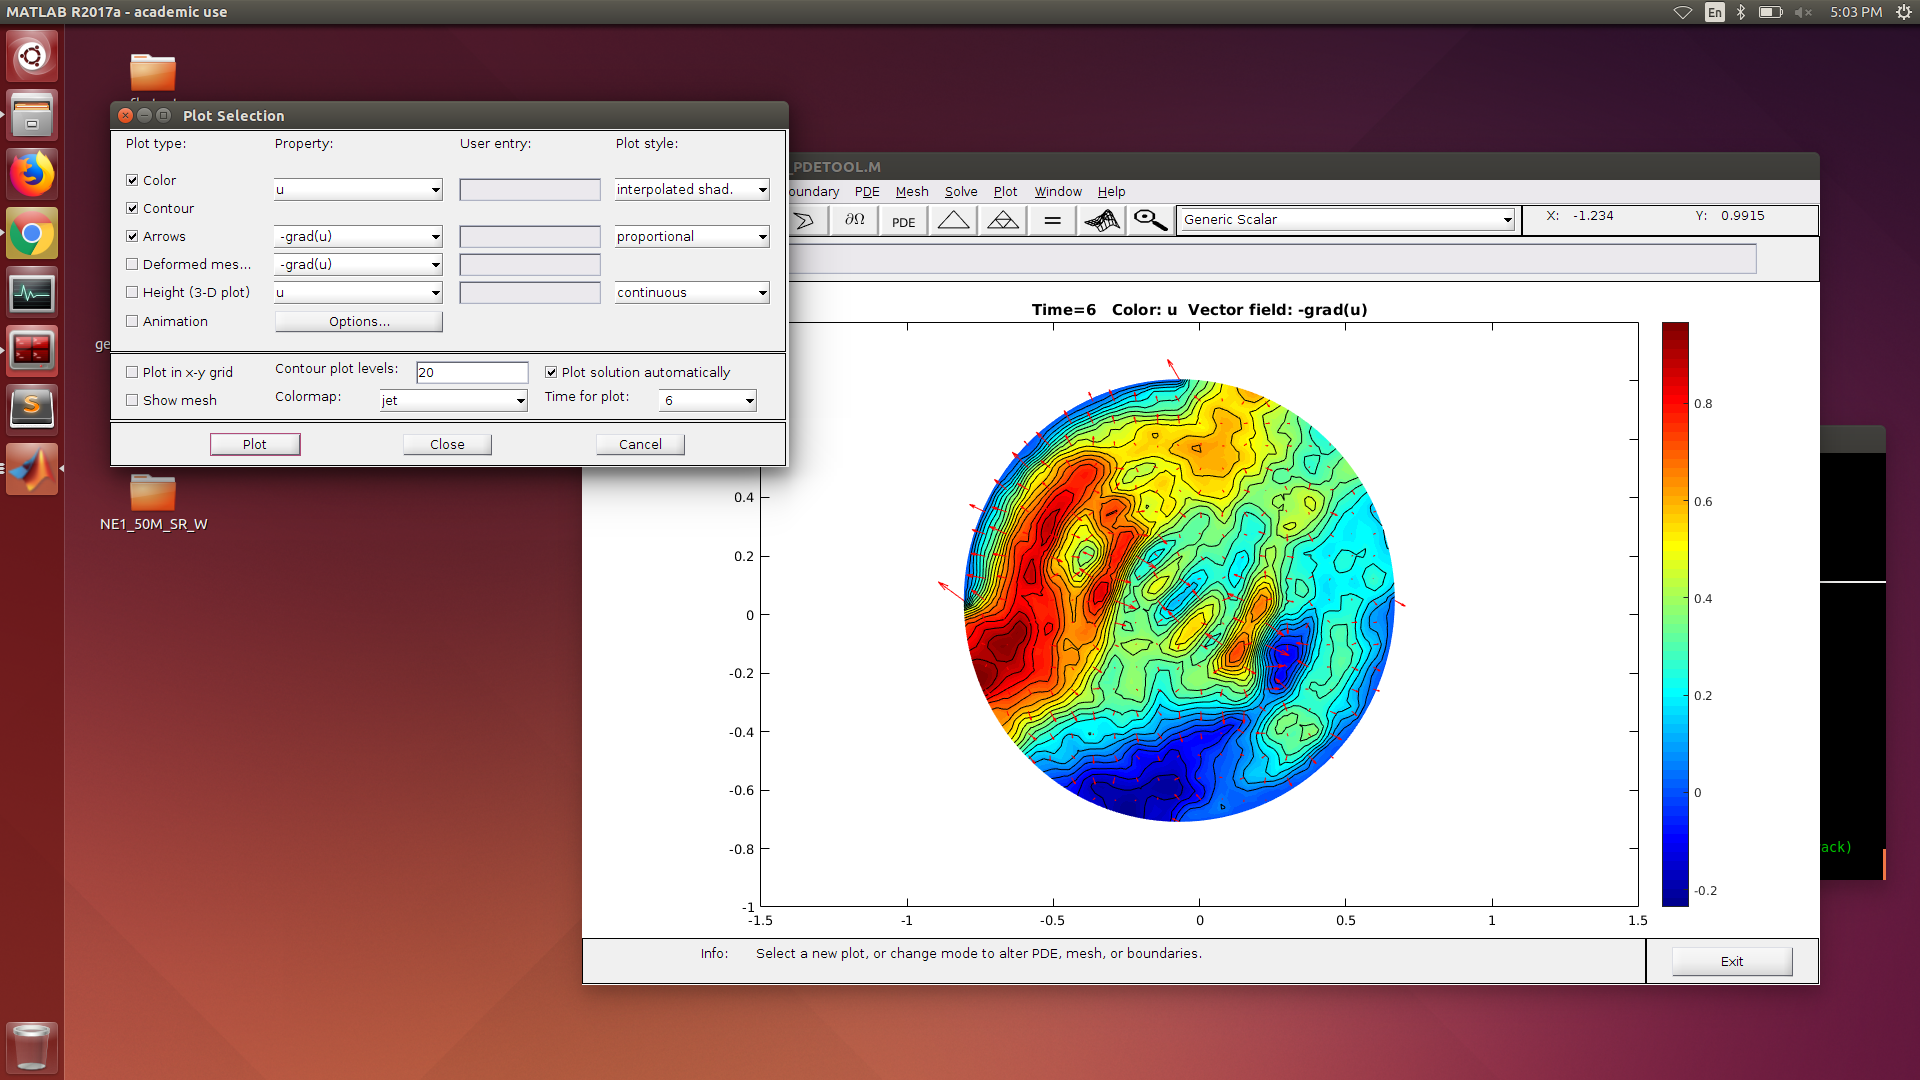 MATLAB R2017a - academic use
En
5:03 PM
Plot Selection
Plot type:
Property:
User entry:
Plot style:
Color
u
interpolated shad.
Contour
Arrows
-grad(u)
proportional
Deformed mes...
-grad(u)
Height (3-D plot)
u
continuous
Animation
Options...
Plot in x-y grid
Contour plot levels:
20
Plot solution automatically
Show mesh
Colormap:
jet
Time for plot:
6
Plot
Close
Cancel
ge
NE1_50M_SR_W
_PDETOOL.M
oundary PDE Mesh Solve Plot Window Help
∂Ω
PDE
=
Generic Scalar
X: -1.234
Y: 0.9915
Time=6 Color: u Vector field: -grad(u)
0.4
0.2
0
-0.2
-0.4
-0.6
-0.8
-1
-1.5
-1
-0.5
0
0.5
1
1.5
0.8
0.6
0.4
0.2
0
-0.2
ack)
Info: Select a new plot, or change mode to alter PDE, mesh, or boundaries.
Exit